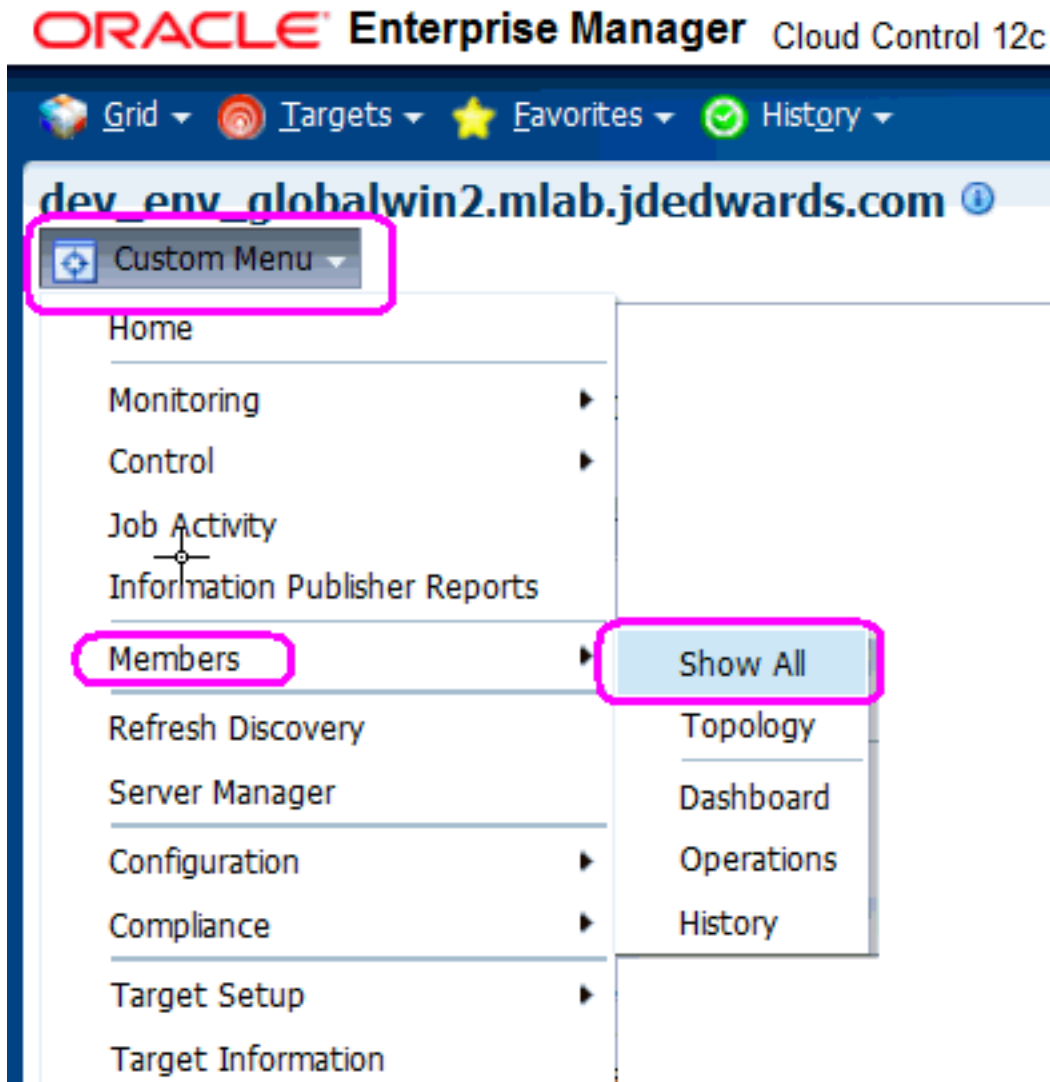 ORACLE Enterprise Manager Cloud Control 12c
Grid Targets Favorites History
dev_env_globalwin2.mlab.jdedwards.com
Custom Menu
Home
Monitoring
Control
Job Activity
Information Publisher Reports
Members
Refresh Discovery
Server Manager
Configuration
Compliance
Target Setup
Target Information
Show All
Topology
Dashboard
Operations
History